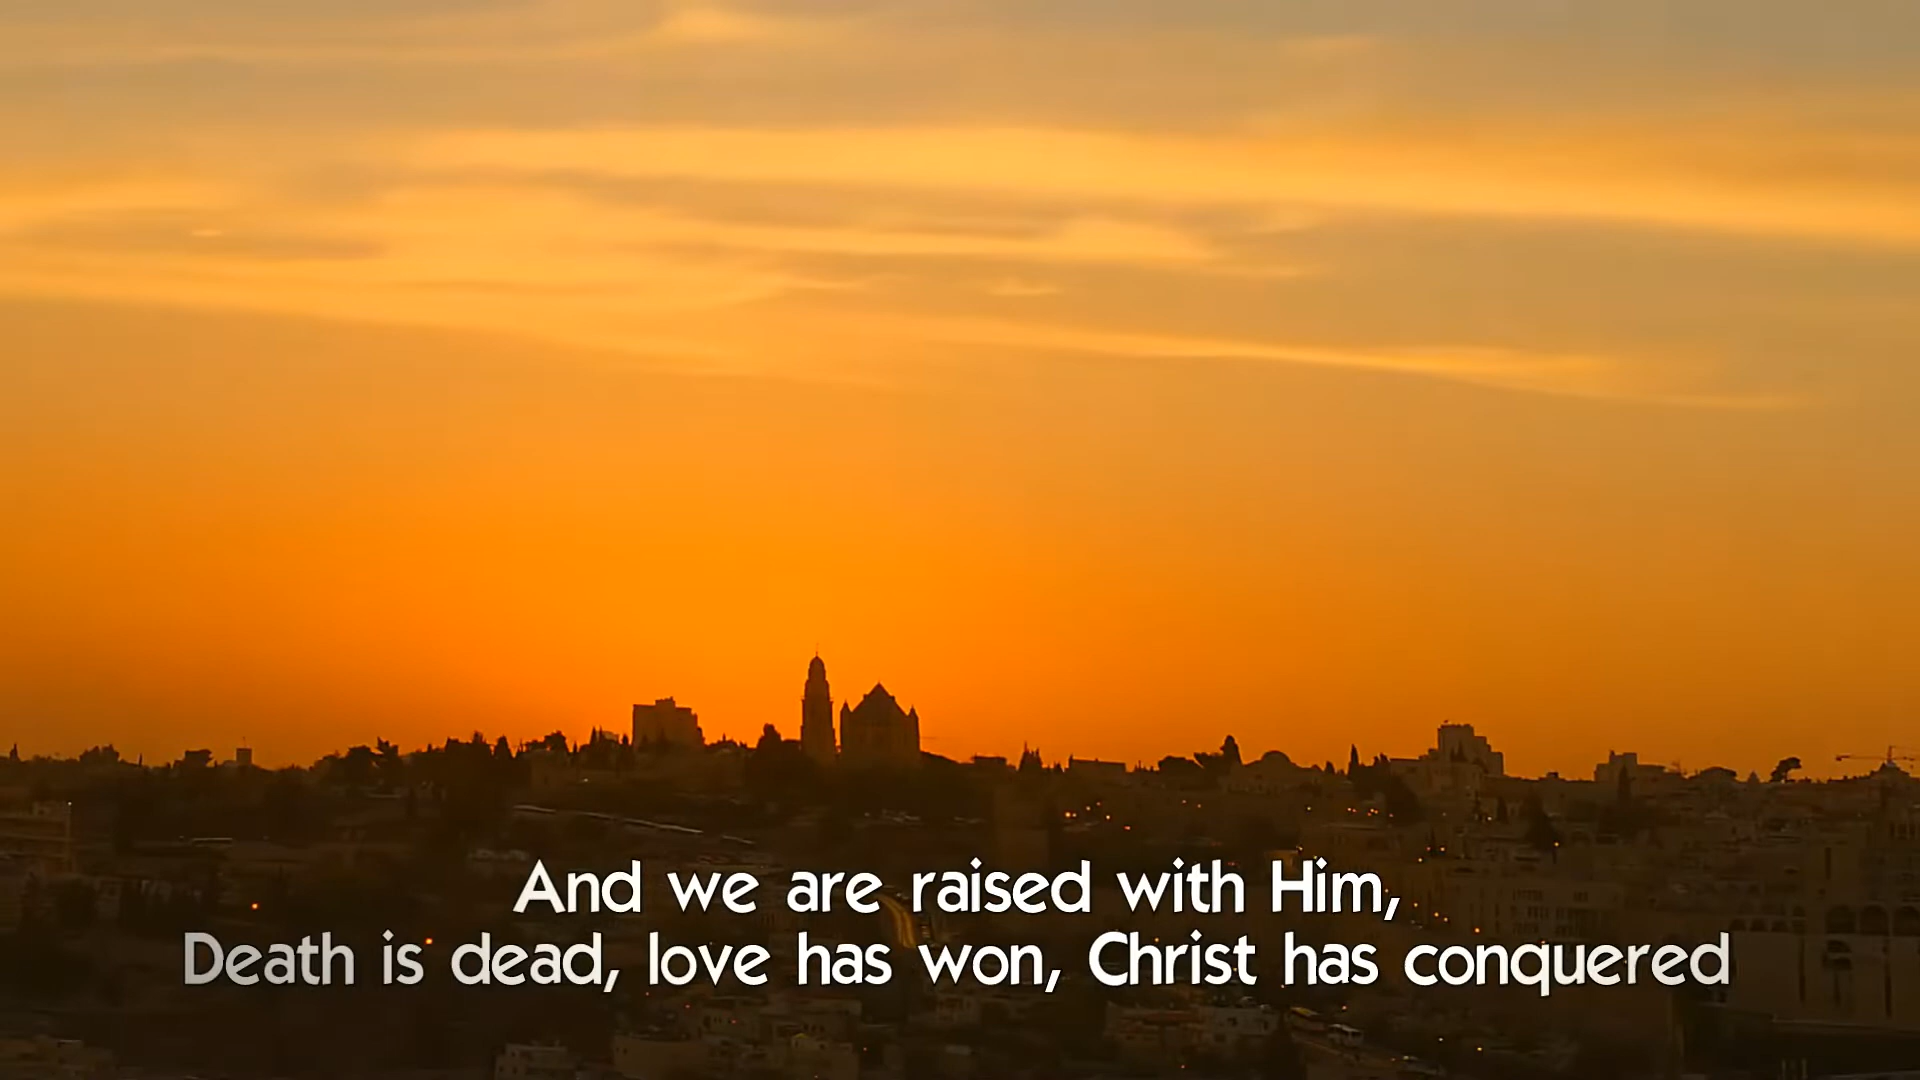 And we are raised with Him,
Death is dead, love has won, Christ has conquered